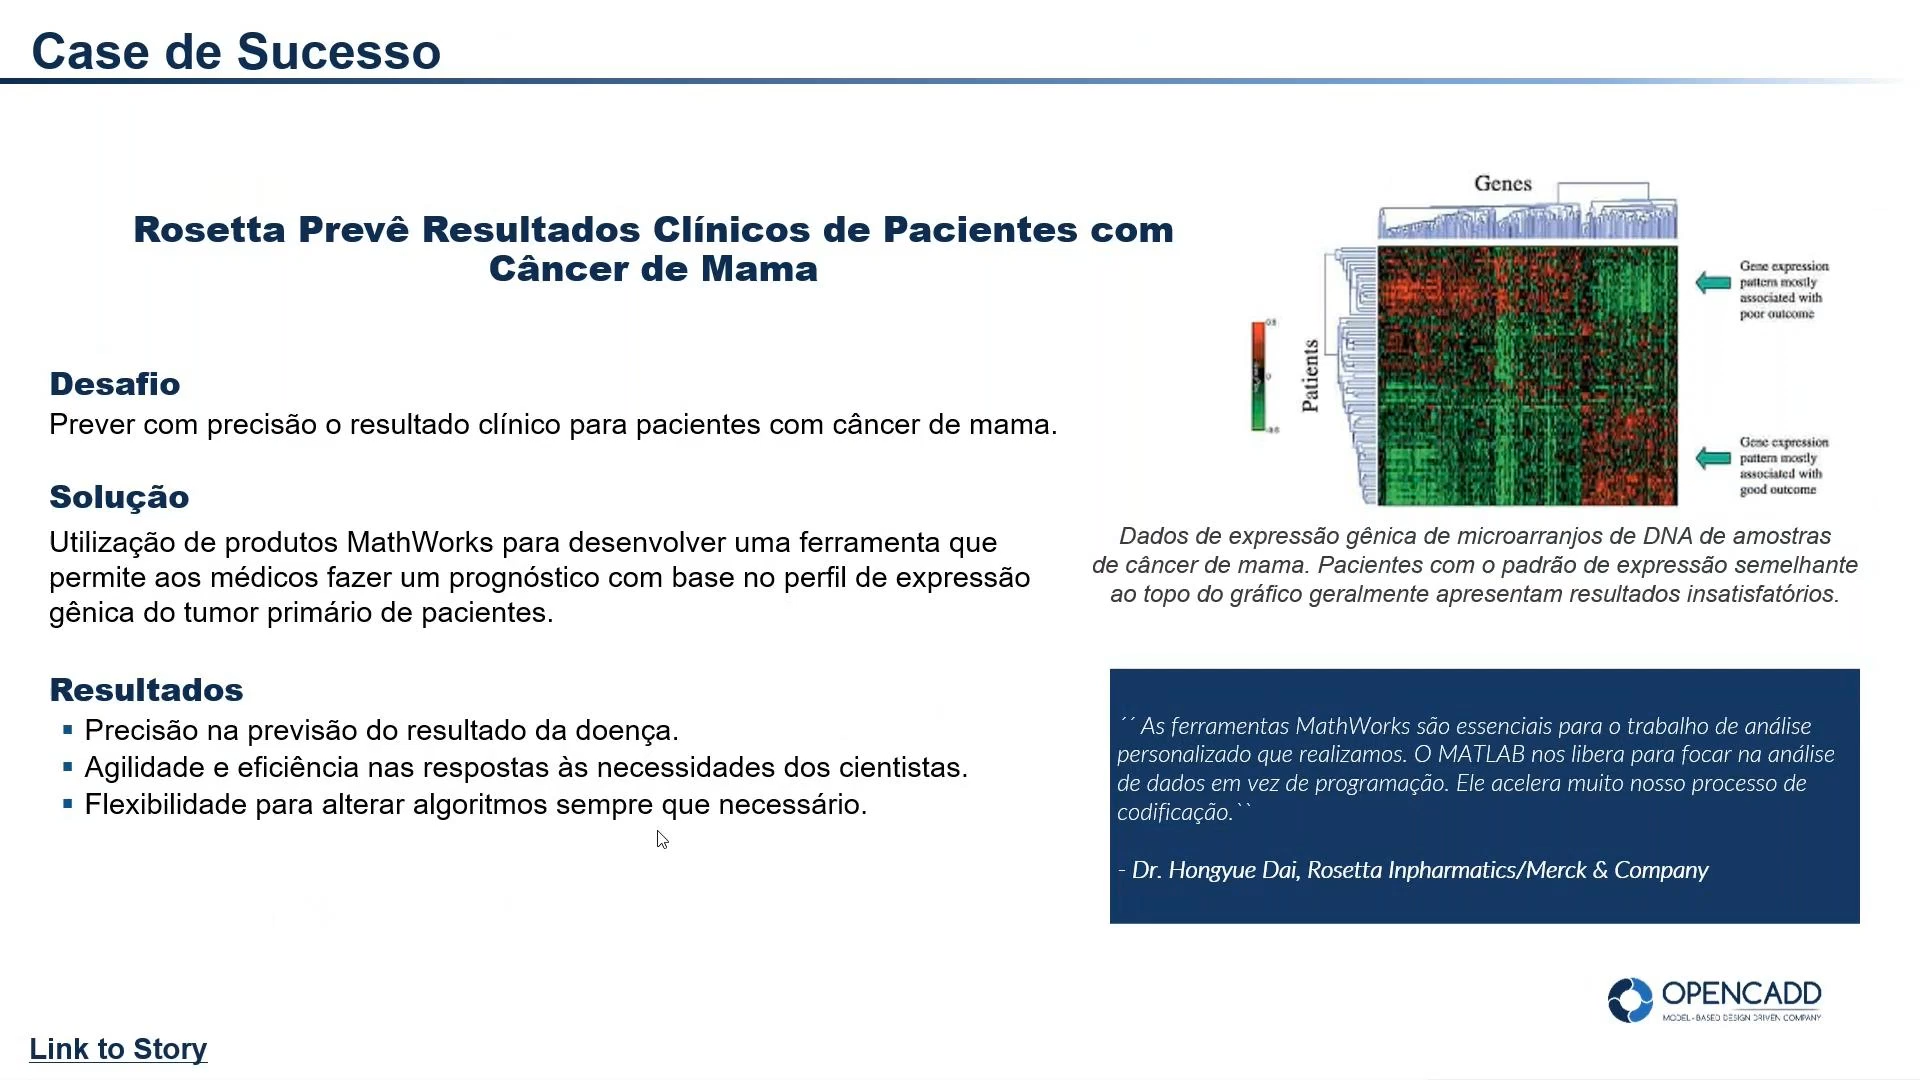 Case de Sucesso
Rosetta Prevê Resultados Clínicos de Pacientes com
Câncer de Mama
Desafio
Prever com precisão o resultado clínico para pacientes com câncer de mama.
Solução
Utilização de produtos MathWorks para desenvolver uma ferramenta que
permite aos médicos fazer um prognóstico com base no perfil de expressão
gênica do tumor primário de pacientes.
Resultados
▪ Precisão na previsão do resultado da doença.
▪ Agilidade e eficiência nas respostas às necessidades dos cientistas.
▪ Flexibilidade para alterar algoritmos sempre que necessário.
Genes
Patients
0
Gene expression
pattern mostly
associated with
poor outcome
Gene expression
pattern mostly
associated with
good outcome
Dados de expressão gênica de microarranjos de DNA de amostras
de câncer de mama. Pacientes com o padrão de expressão semelhante
ao topo do gráfico geralmente apresentam resultados insatisfatórios.
´´ As ferramentas MathWorks são essenciais para o trabalho de análise
personalizado que realizamos. O MATLAB nos libera para focar na análise
de dados em vez de programação. Ele acelera muito nosso processo de
codificação.``
- Dr. Hongyue Dai, Rosetta Inpharmatics/Merck & Company
OPENCADD
MODEL-BASED DESIGN DRIVEN COMPANY
Link to Story